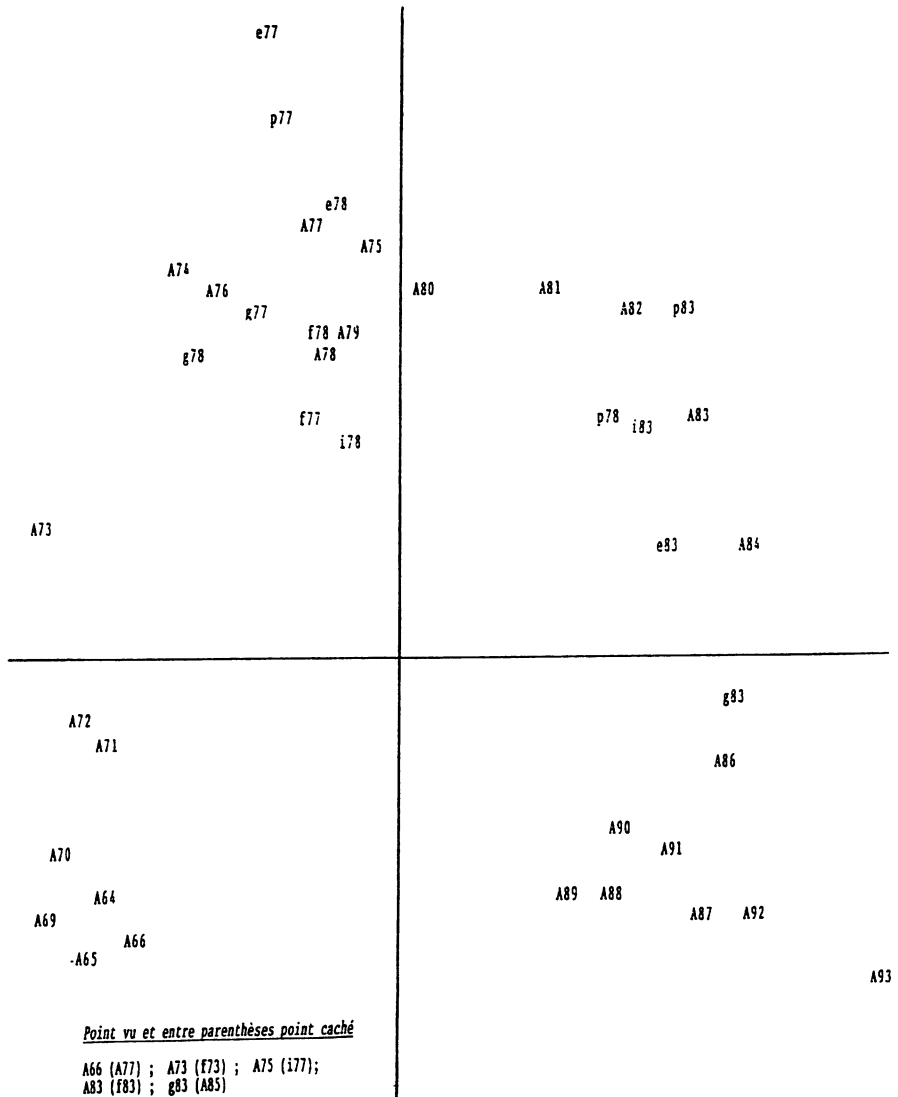 e77
p77
e78
A77
A75
A74
A76
A80
A81
g77
A82 p83
f78 A79
g78
A78
f77
p78
i83
A83
i78
A73
e83
A84
g83
A72
A71
A86
A90
A91
A70
A64
A89 A88
A69
A87 A92
A66
-A65
A93
Point vu et entre parenthèses point caché
A66 (A77) ; A73 (f73) ; A75 (i77);
A83 (f83) ; g83 (A85)